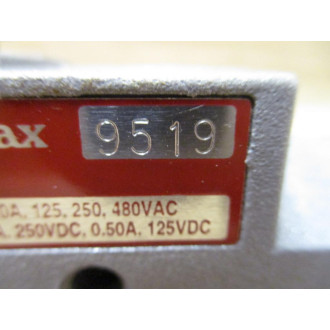 ax
9519
0A, 125, 250, 480VAC
A, 250VDC, 0.50A, 125VDC